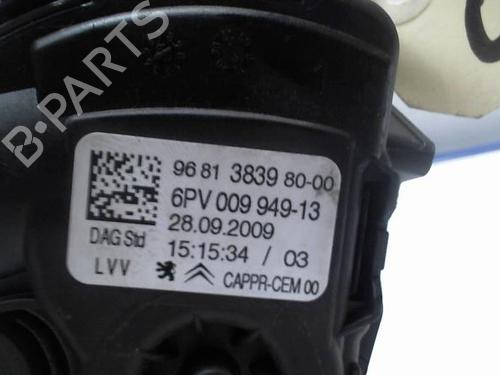 B-PARTS
96 81 3839 80-00
6PV 009 949-13
28.09.2009
DAG Std
15:15:34 / 03
LVV
CAPPR-CEM 00